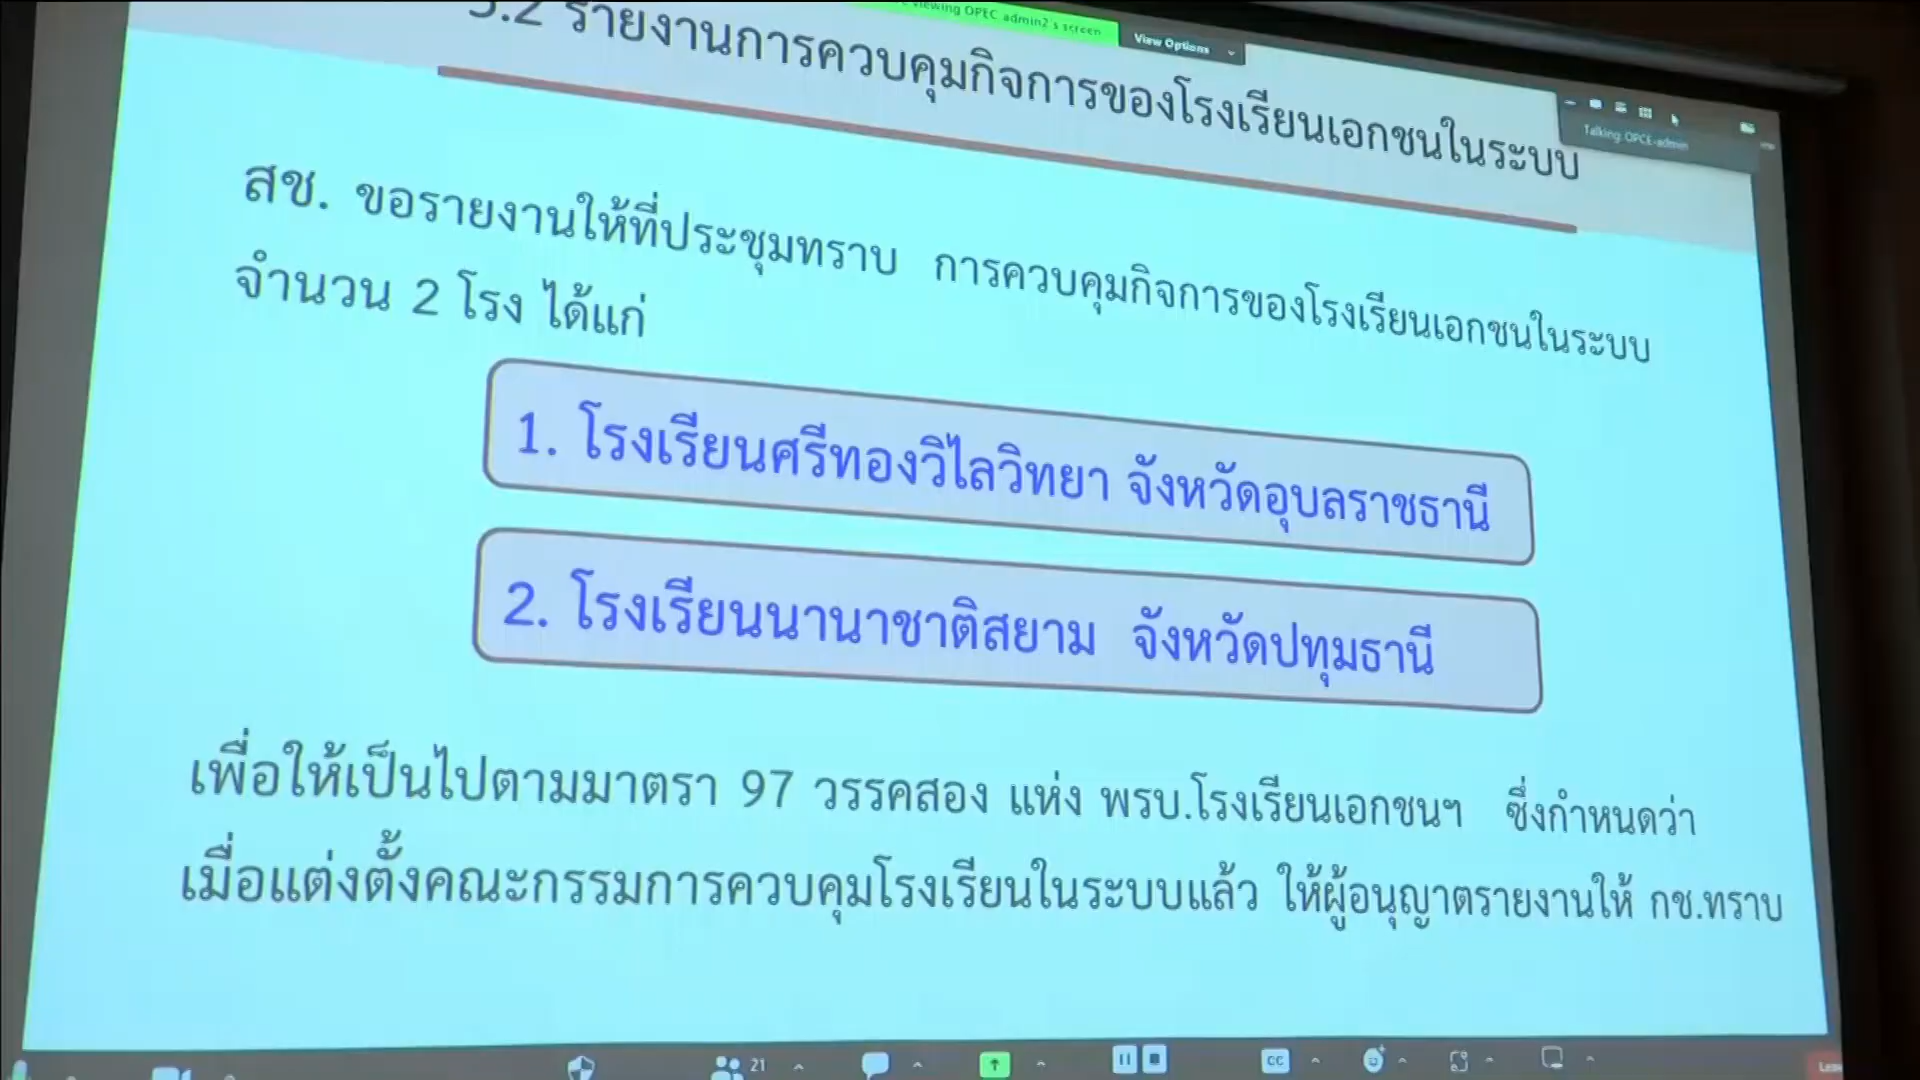 viewing OPEC admin2's screen
View Options
5.2 รายงานการควบคุมกิจการของโรงเรียนเอกชนในระบบ
Talking: OPCE-admin
สช. ขอรายงานให้ที่ประชุมทราบ การควบคุมกิจการของโรงเรียนเอกชนในระบบ
จำนวน 2 โรง ได้แก่
1. โรงเรียนศรีทองวิไลวิทยา จังหวัดอุบลราชธานี
2. โรงเรียนนานาชาติสยาม จังหวัดปทุมธานี
เพื่อให้เป็นไปตามมาตรา 97 วรรคสอง แห่ง พรบ.โรงเรียนเอกชนฯ ซึ่งกำหนดว่า
เมื่อแต่งตั้งคณะกรรมการควบคุมโรงเรียนในระบบแล้ว ให้ผู้อนุญาตรายงานให้ กช.ทราบ
21
CC